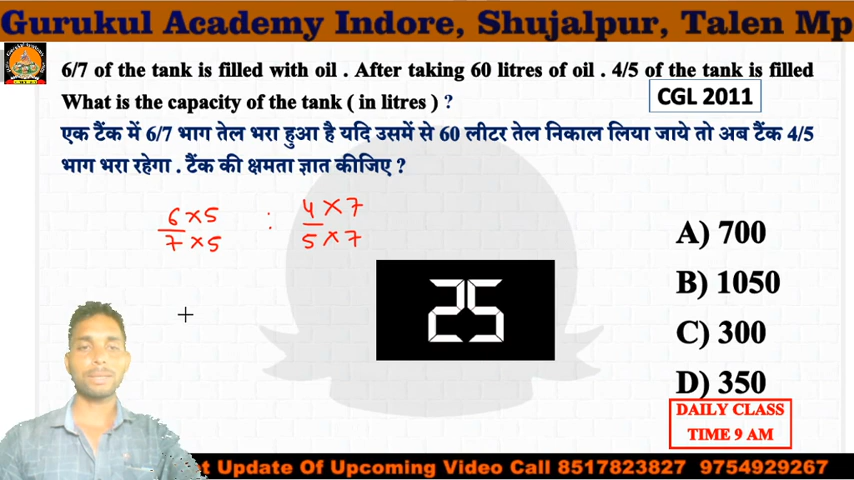 Gurukul Academy Indore, Shujalpur, Talen Mp
6/7 of the tank is filled with oil . After taking 60 litres of oil . 4/5 of the tank is filled
What is the capacity of the tank ( in litres ) ?
CGL 2011
एक टैंक में 6/7 भाग तेल भरा हुआ है यदि उसमें से 60 लीटर तेल निकाल लिया जाये तो अब टैंक 4/5
भाग भरा रहेगा . टैंक की क्षमता ज्ञात कीजिए ?
6×5 : 4×7
7×5 5×7
25
A) 700
B) 1050
C) 300
D) 350
DAILY CLASS
TIME 9 AM
t Update Of Upcoming Video Call 8517823827 9754929267